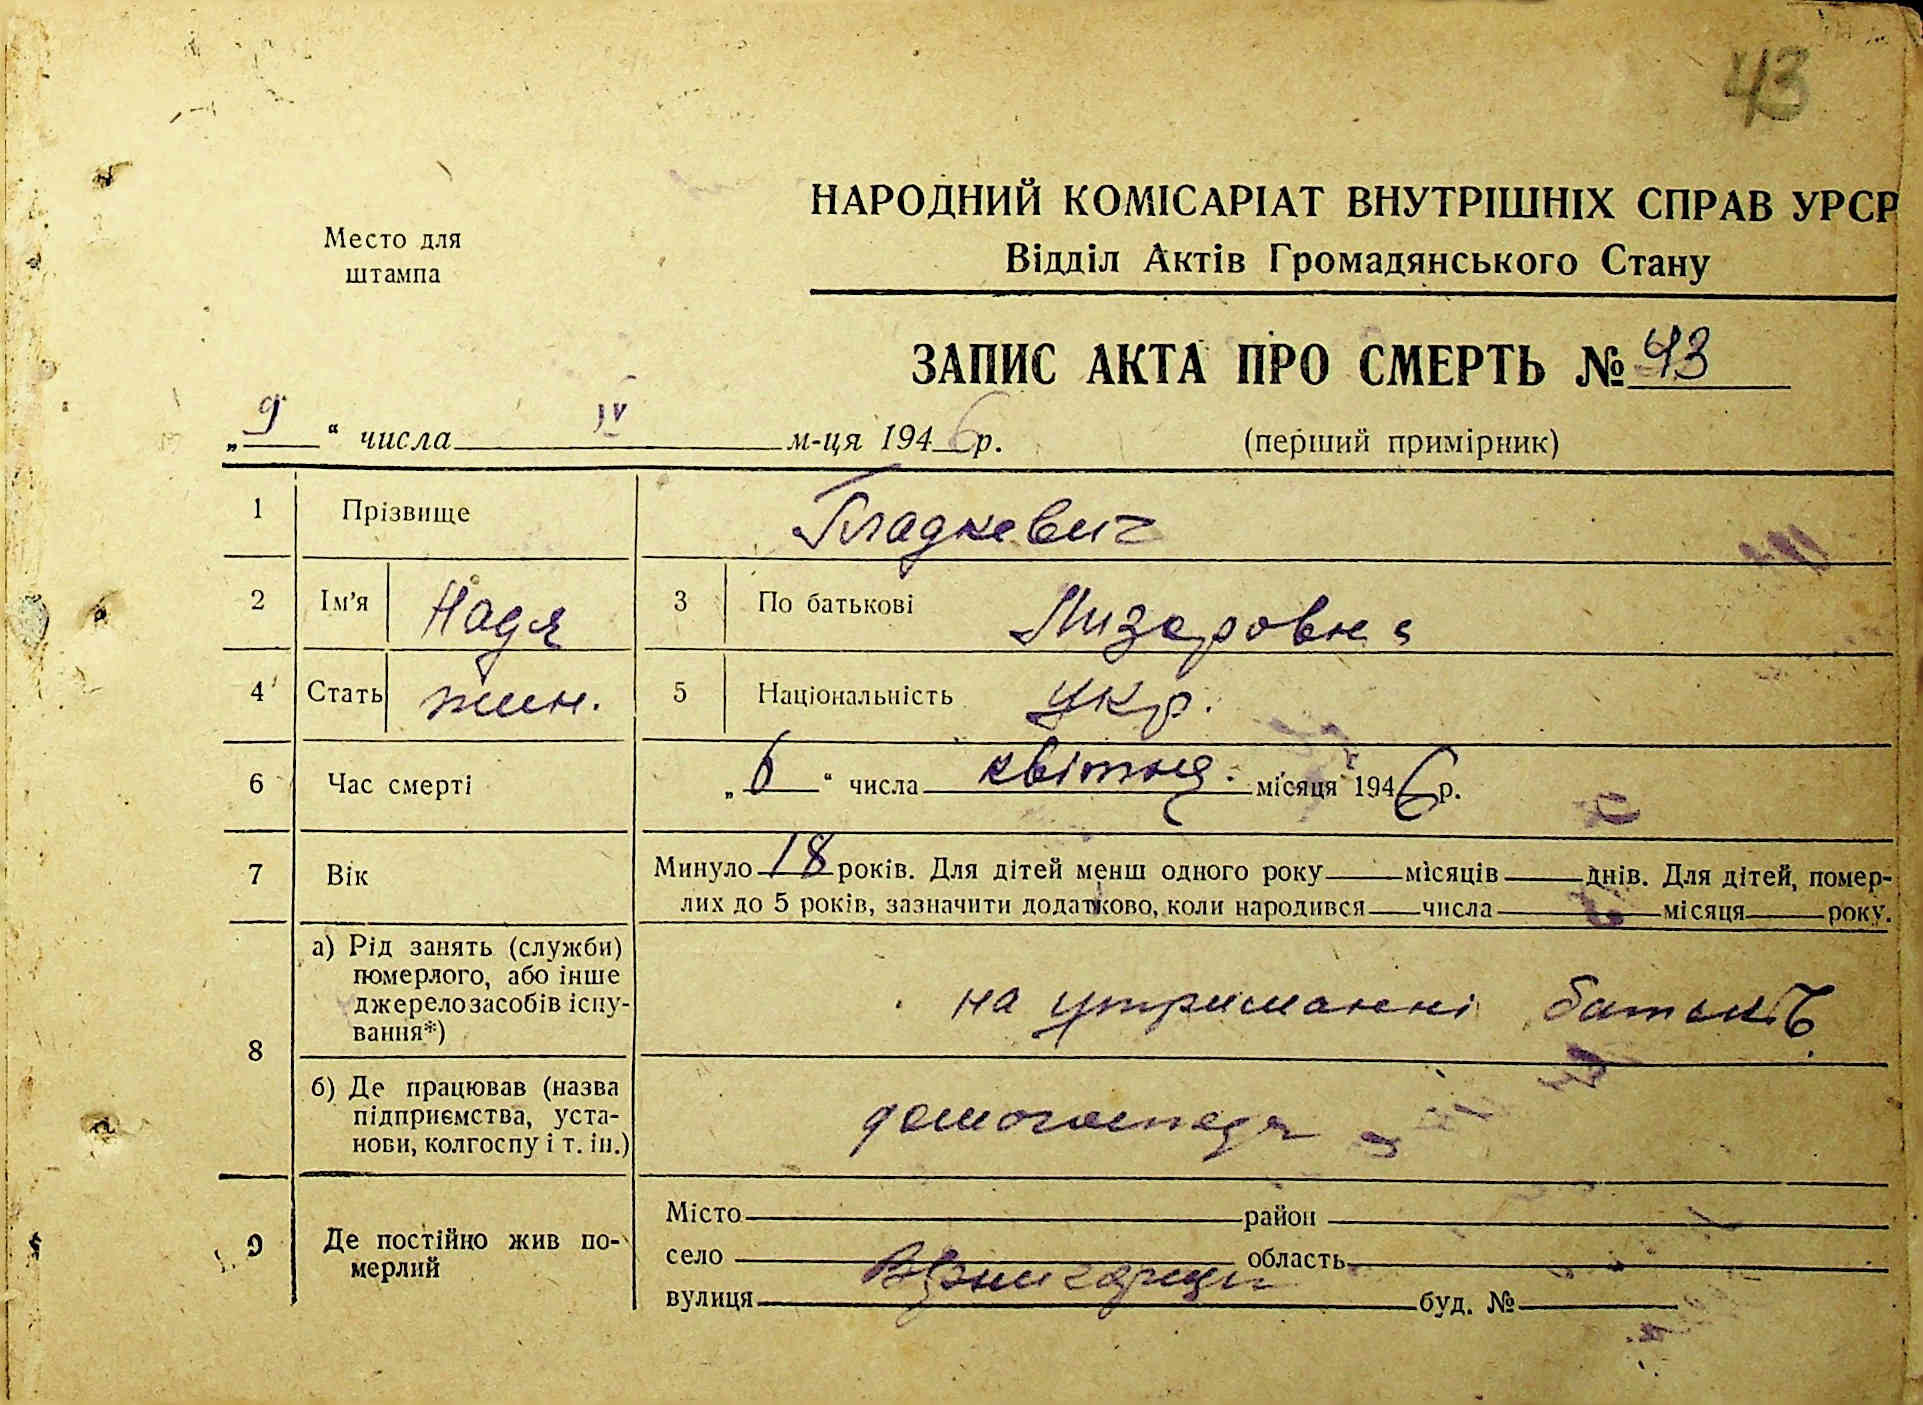 43
НАРОДНИЙ КОМІСАРІАТ ВНУТРІШНІХ СПРАВ УРСР
Відділ Актів Громадянського Стану
Место для
штампа
ЗАПИС АКТА ПРО СМЕРТЬ № 43
„9“ числа IV м-ця 1946 р.
(перший примірник)
1 Прізвище Гладкевич
2 Ім'я Надя 3 По батькові Лизаровна
4 Стать жин. 5 Національність укр.
6 Час смерті „6“ числа квітня місяця 1946 р.
7 Вік Минуло 18 років. Для дітей менш одного року місяців днів. Для дітей, помер-
лих до 5 років, зазначити додатково, коли народився числа місяця року.
8 а) Рід занять (служби)
померлого, або інше
джерело засобів існу-
вання*)
на утриманні батьків
б) Де працював (назва
підприємства, уста-
нови, колгоспу і т. ін.)
домогосподя
9 Де постійно жив по-
мерлий
Місто район
село область
вулиця буд. №